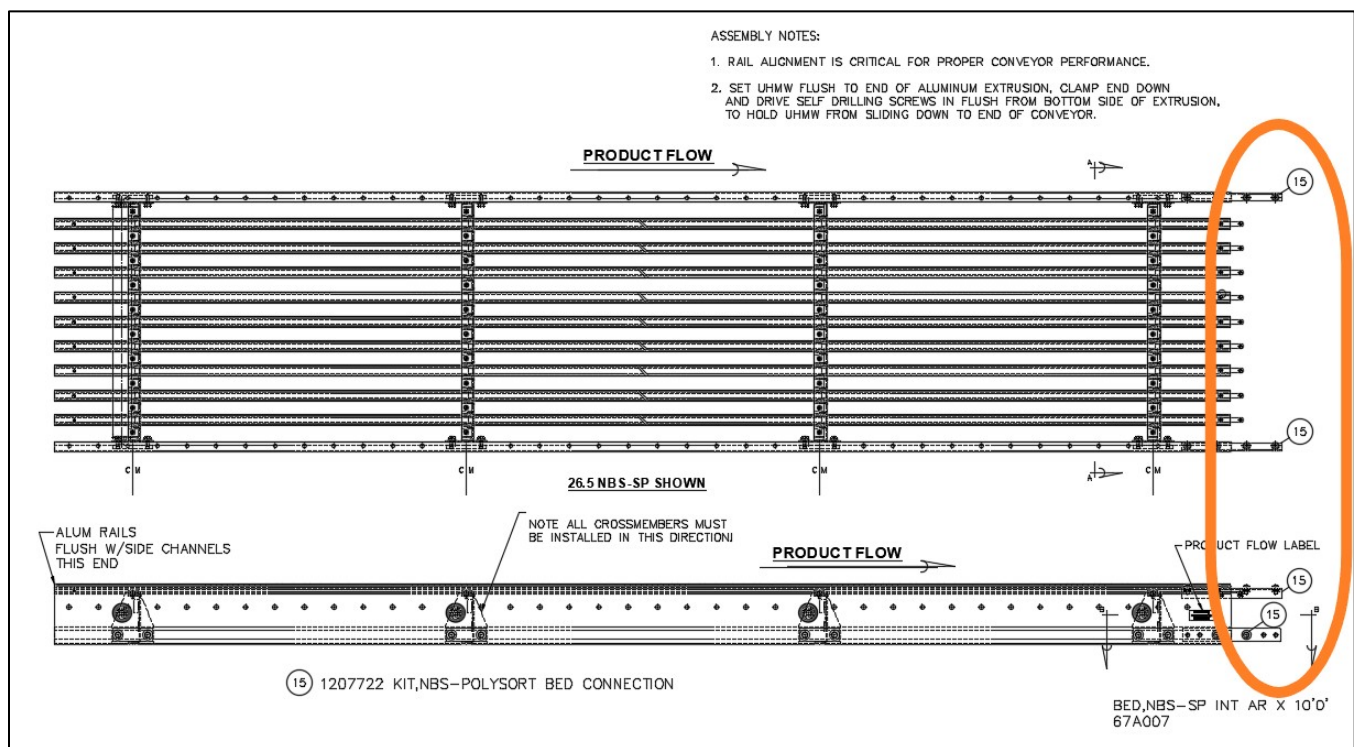 ASSEMBLY NOTES:
1. RAIL ALIGNMENT IS CRITICAL FOR PROPER CONVEYOR PERFORMANCE.
2. SET UHMW FLUSH TO END OF ALUMINUM EXTRUSION, CLAMP END DOWN
AND DRIVE SELF DRILLING SCREWS IN FLUSH FROM BOTTOM SIDE OF EXTRUSION,
TO HOLD UHMW FROM SLIDING DOWN TO END OF CONVEYOR.
PRODUCT FLOW
A
15
15
C M
C M
C M
A
C M
26.5 NBS-SP SHOWN
ALUM RAILS
FLUSH W/SIDE CHANNELS
THIS END
NOTE ALL CROSSMEMBERS MUST
BE INSTALLED IN THIS DIRECTION!
PRODUCT FLOW
PRODUCT FLOW LABEL
15
15
B
B
15 1207722 KIT,NBS-POLYSORT BED CONNECTION
BED,NBS-SP INT AR X 10'0"
67A007